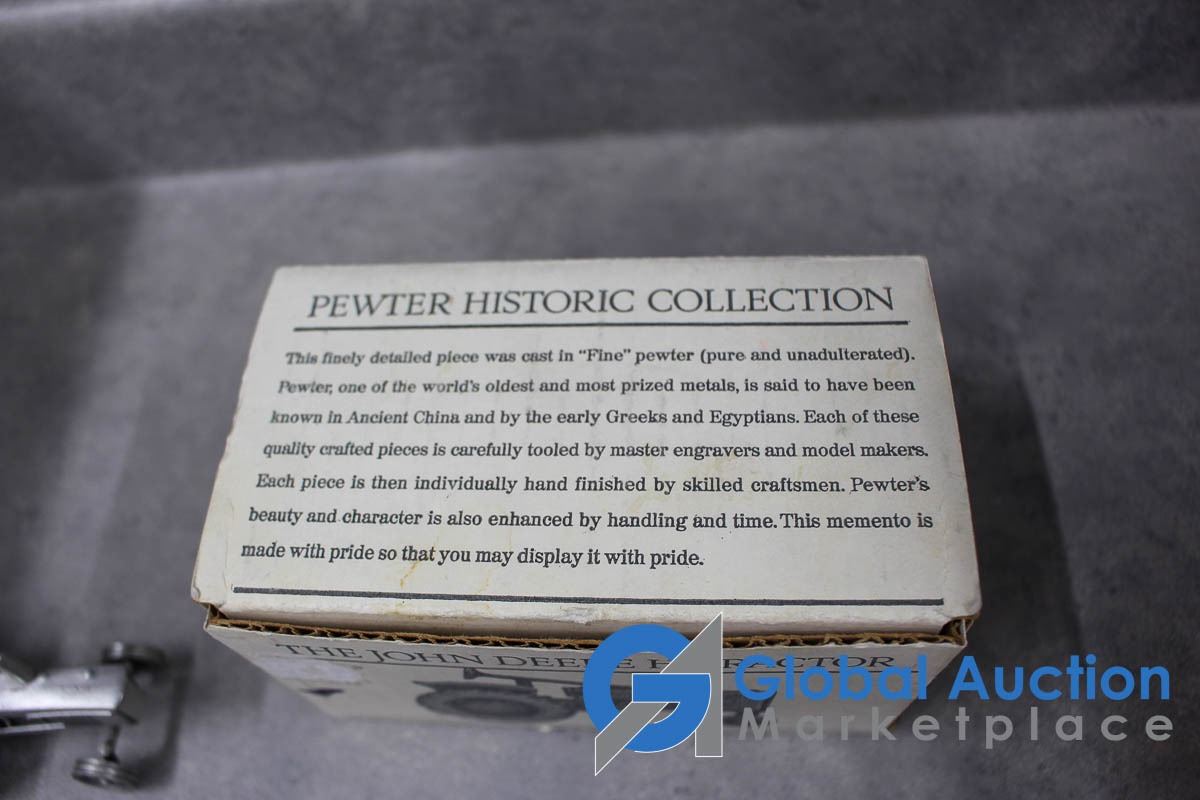 PEWTER HISTORIC COLLECTION
This finely detailed piece was cast in “Fine” pewter (pure and unadulterated).
Pewter, one of the world's oldest and most prized metals, is said to have been
known in Ancient China and by the early Greeks and Egyptians. Each of these
quality crafted pieces is carefully tooled by master engravers and model makers.
Each piece is then individually hand finished by skilled craftsmen. Pewter's
beauty and character is also enhanced by handling and time. This memento is
made with pride so that you may display it with pride.
THE JOHN DEERE
Global Auction
Marketplace